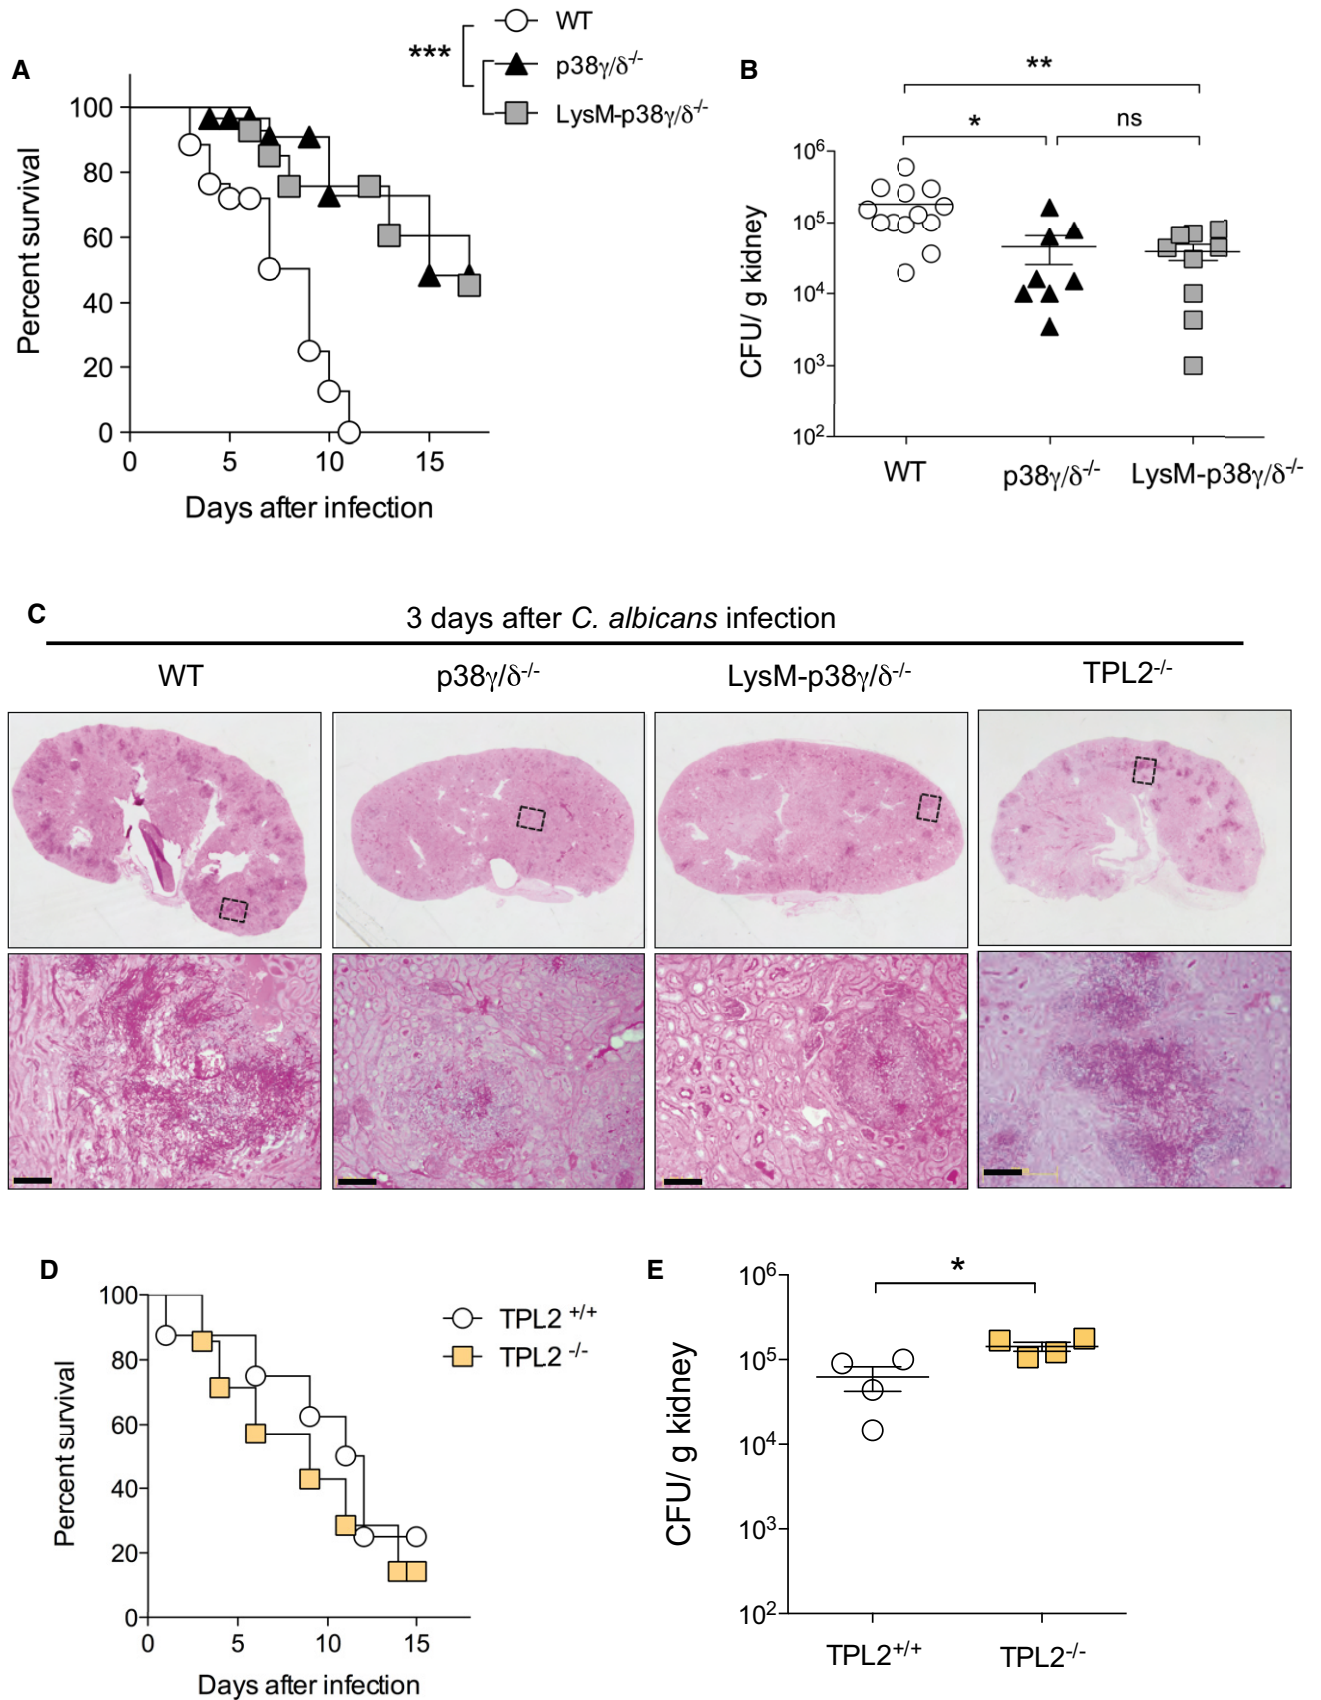 A
***
WT
p38γ/δ-/-
LysM-p38γ/δ-/-
Percent survival
100
80
60
40
20
0
0 5 10 15
Days after infection
B
**
* ns
CFU/ g kidney
10^6
10^5
10^4
10^3
10^2
WT p38γ/δ-/- LysM-p38γ/δ-/-
C
3 days after C. albicans infection
WT p38γ/δ-/- LysM-p38γ/δ-/- TPL2-/-
D
Percent survival
100
80
60
40
20
0
0 5 10 15
Days after infection
TPL2 +/+
TPL2 -/-
E
*
CFU/ g kidney
10^6
10^5
10^4
10^3
10^2
TPL2+/+ TPL2-/-